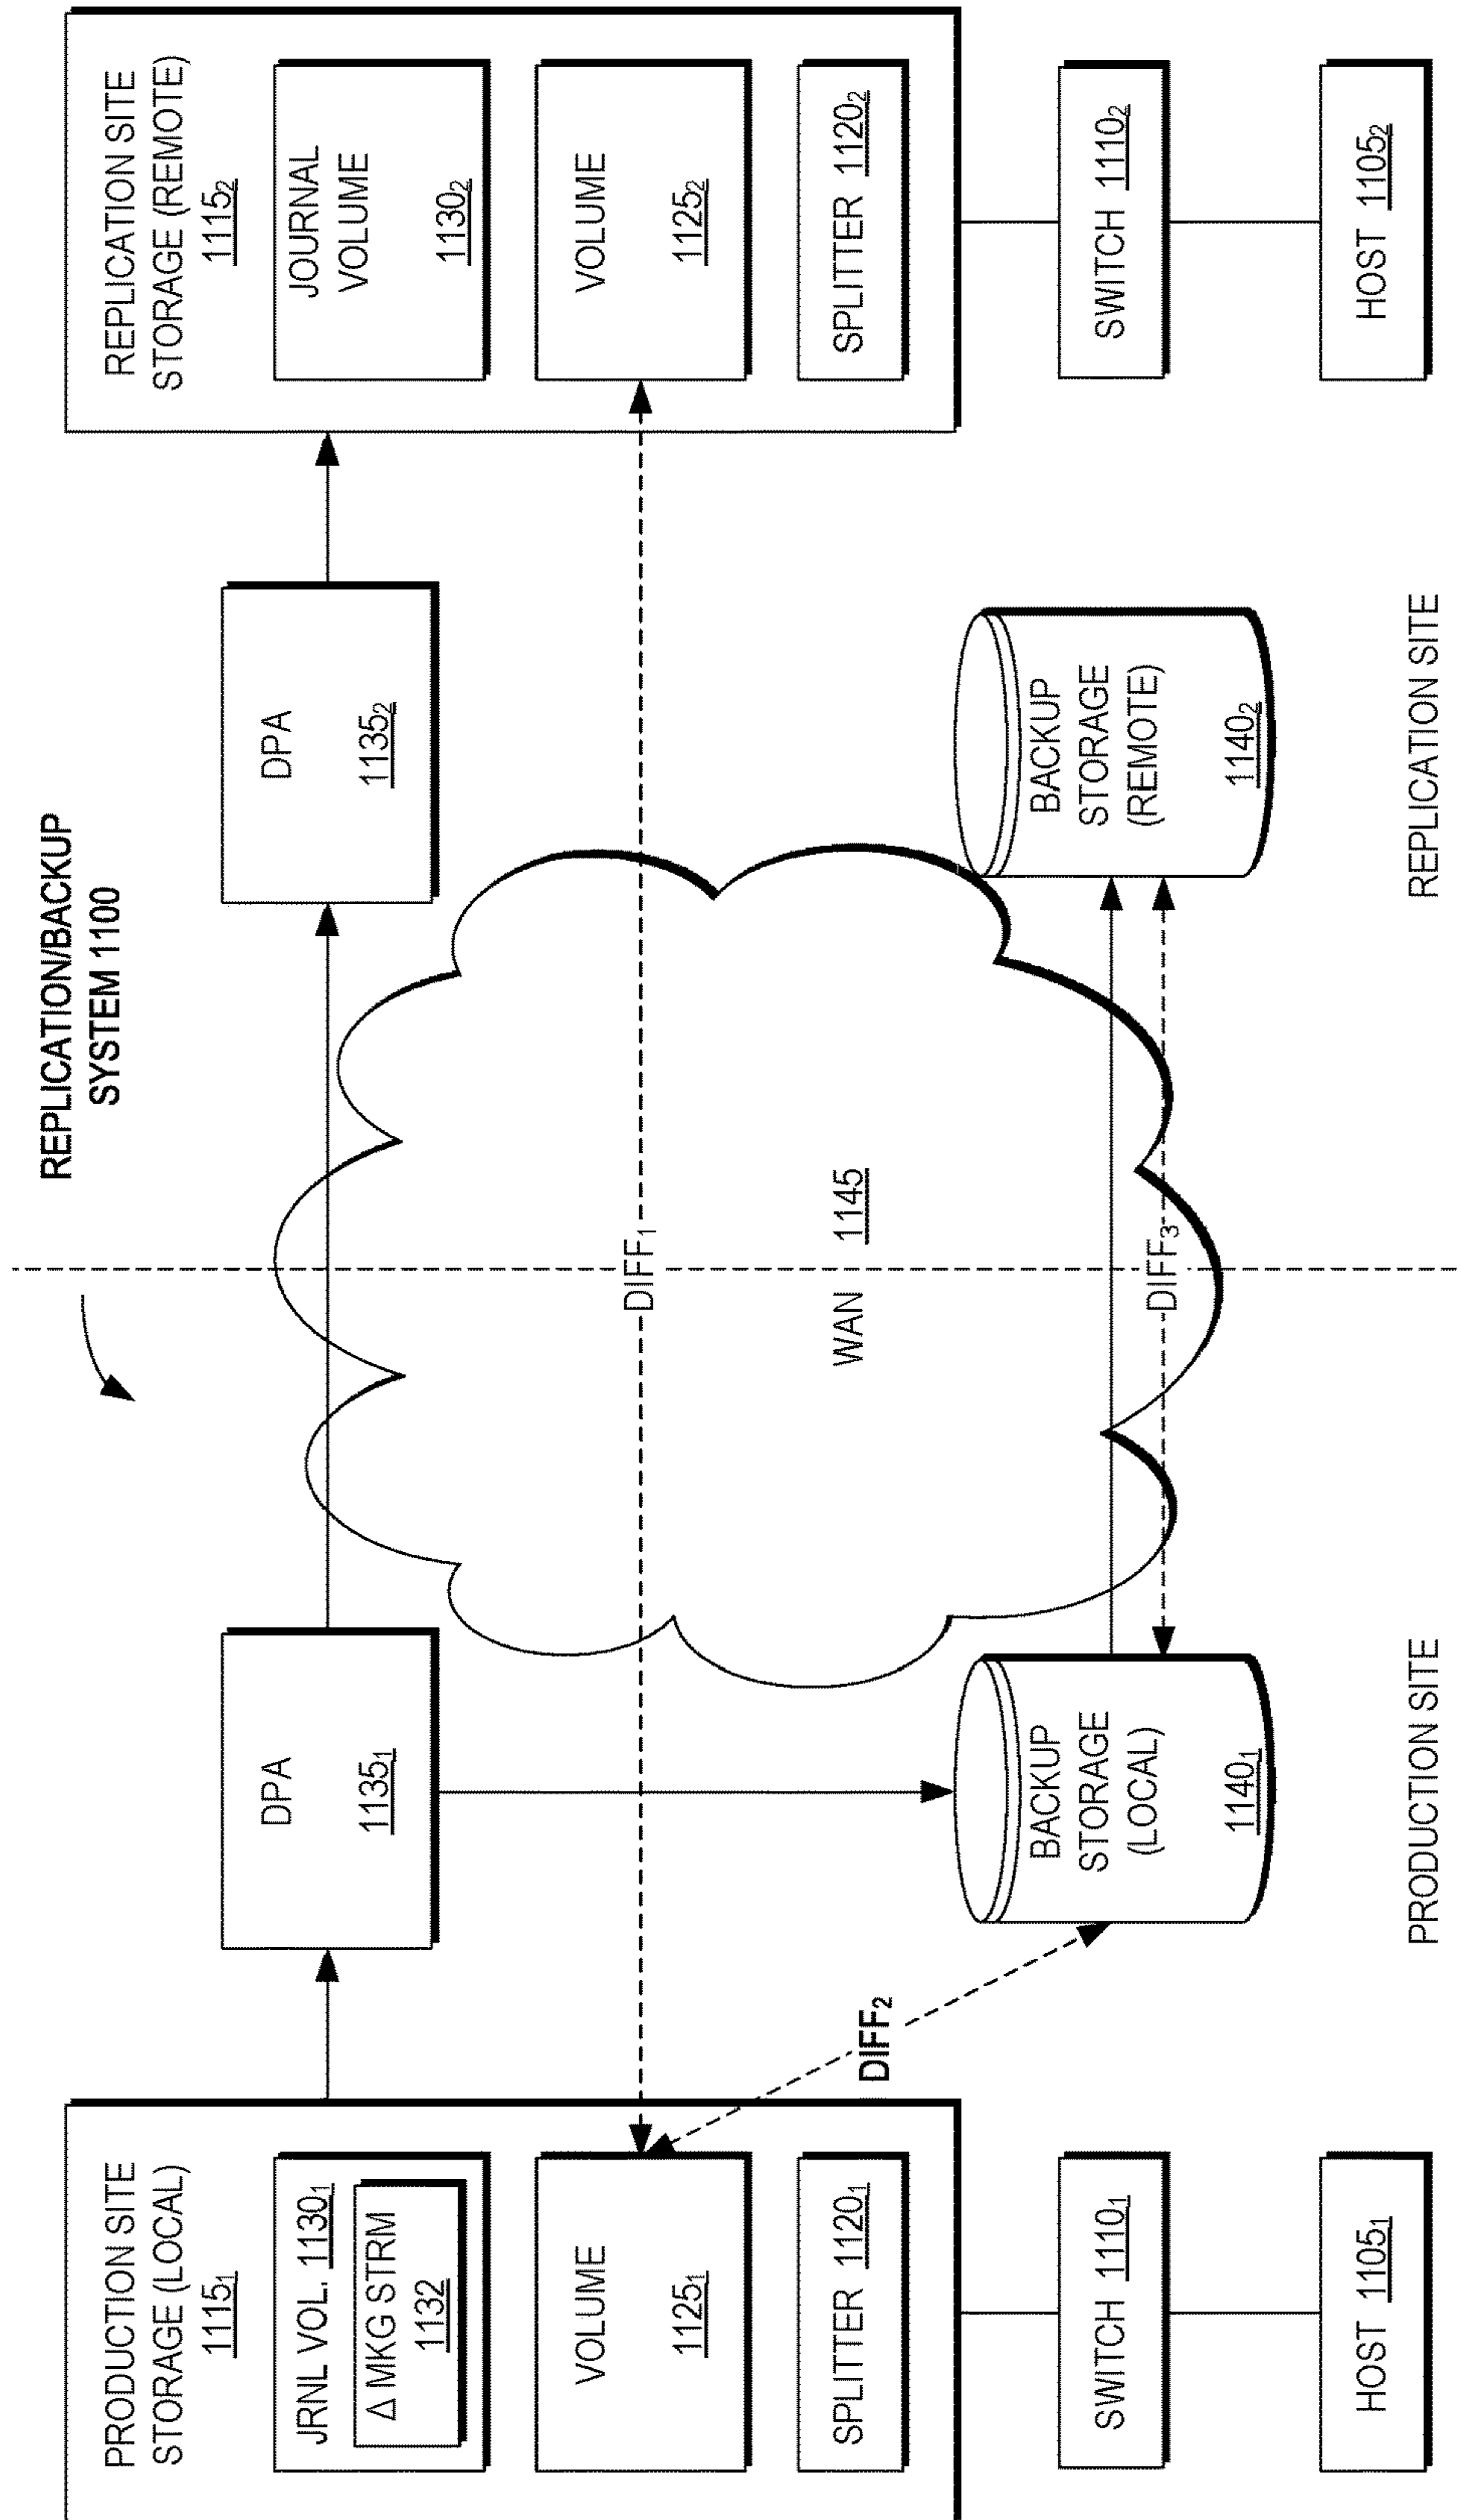 REPLICATION/BACKUP
SYSTEM 1100
PRODUCTION SITE
STORAGE (LOCAL)
1115₁
JRNL VOL. 1130₁
Δ MKG STRM
1132
VOLUME
1125₁
SPLITTER 1120₁
SWITCH 1110₁
HOST 1105₁
DPA
1135₁
DIFF₂
BACKUP
STORAGE
(LOCAL)
1140₁
PRODUCTION SITE
DIFF₁
WAN 1145
DIFF₃
DPA
1135₂
BACKUP
STORAGE
(REMOTE)
1140₂
REPLICATION SITE
REPLICATION SITE
STORAGE (REMOTE)
1115₂
JOURNAL
VOLUME
1130₂
VOLUME
1125₂
SPLITTER 1120₂
SWITCH 1110₂
HOST 1105₂